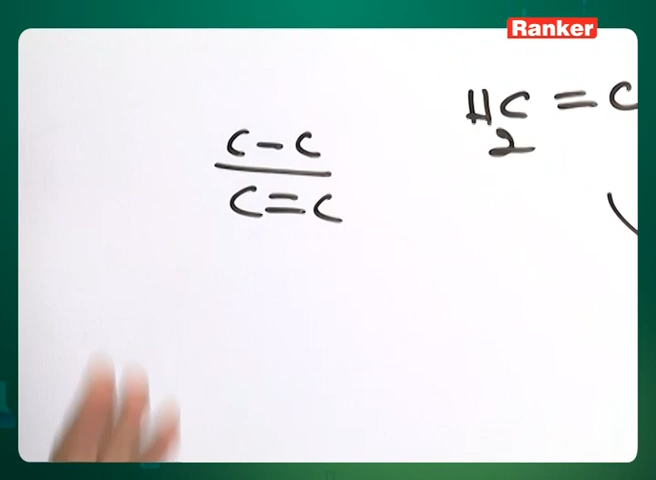 Ranker
C - C
C = C
H2C = C